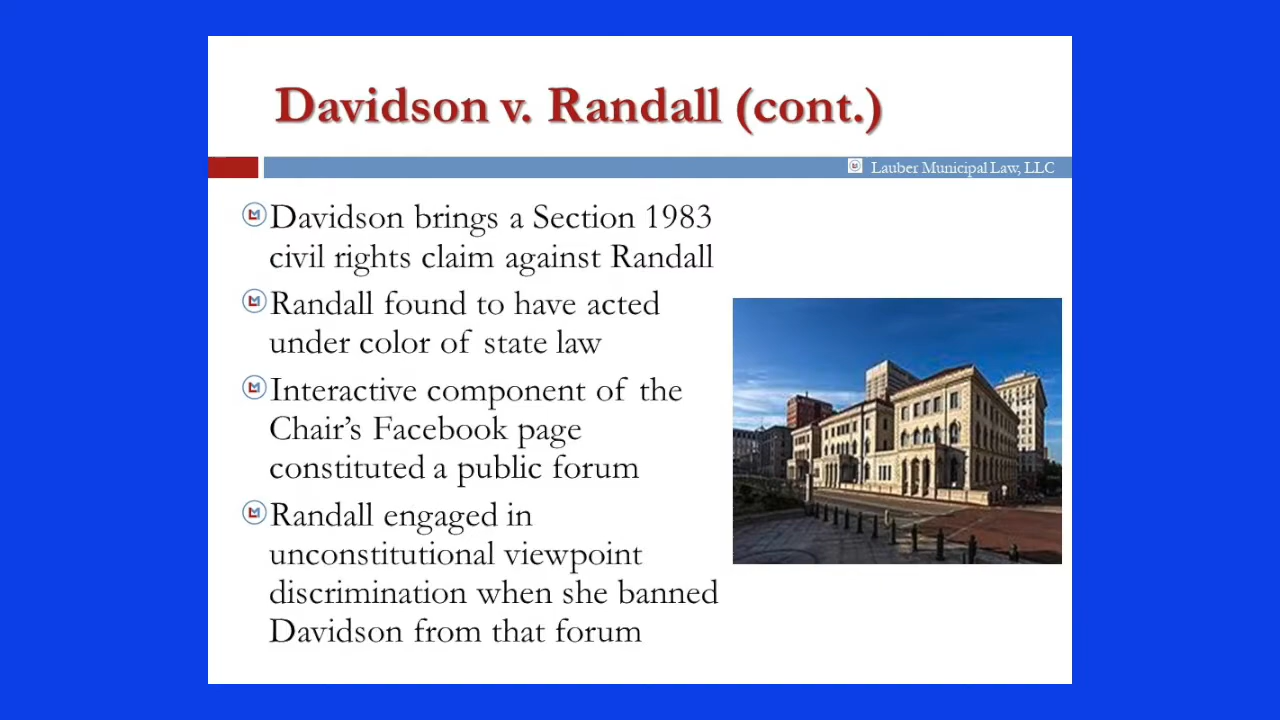 Davidson v. Randall (cont.)
Lauber Municipal Law, LLC
Davidson brings a Section 1983
civil rights claim against Randall
Randall found to have acted
under color of state law
Interactive component of the
Chair’s Facebook page
constituted a public forum
Randall engaged in
unconstitutional viewpoint
discrimination when she banned
Davidson from that forum